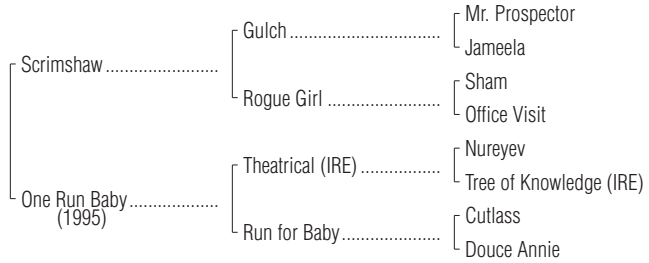 Mr. Prospector
Gulch
Jameela
Scrimshaw
Sham
Rogue Girl
Office Visit
Nureyev
Theatrical (IRE)
Tree of Knowledge (IRE)
One Run Baby
(1995)
Cutlass
Run for Baby
Douce Annie